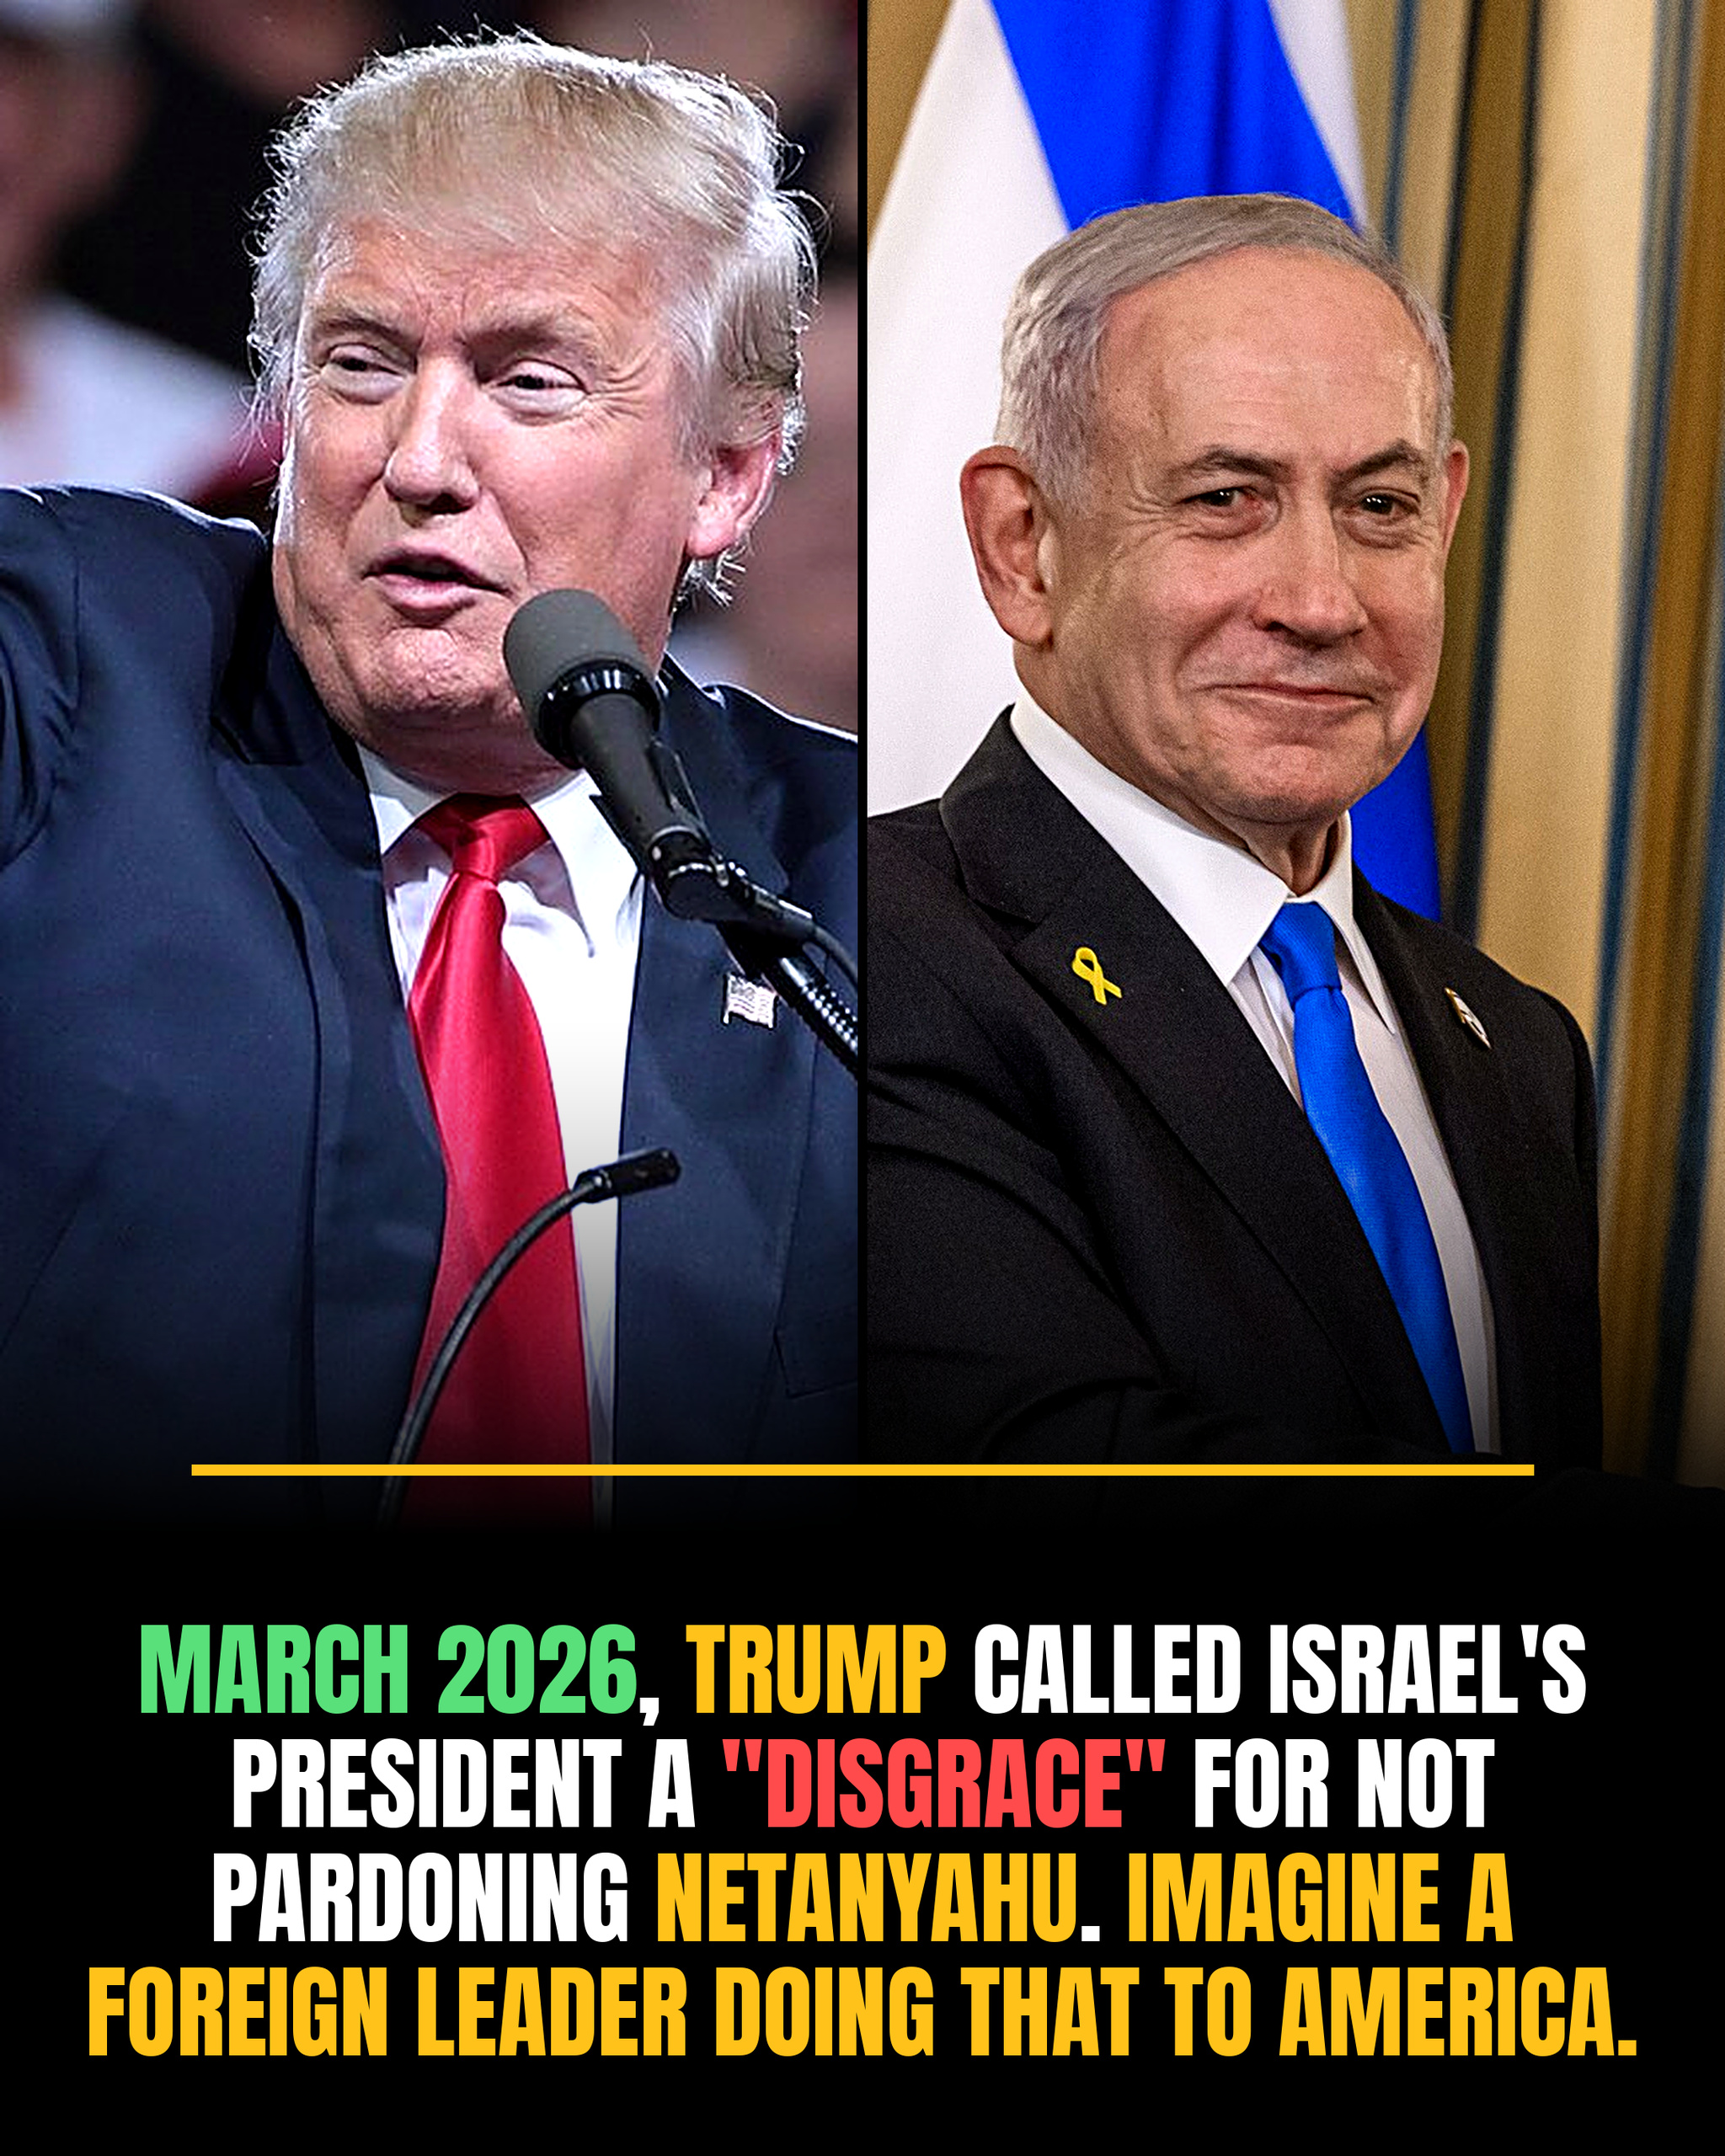 MARCH 2026, TRUMP CALLED ISRAEL'S
PRESIDENT A "DISGRACE" FOR NOT
PARDONING NETANYAHU. IMAGINE A
FOREIGN LEADER DOING THAT TO AMERICA.